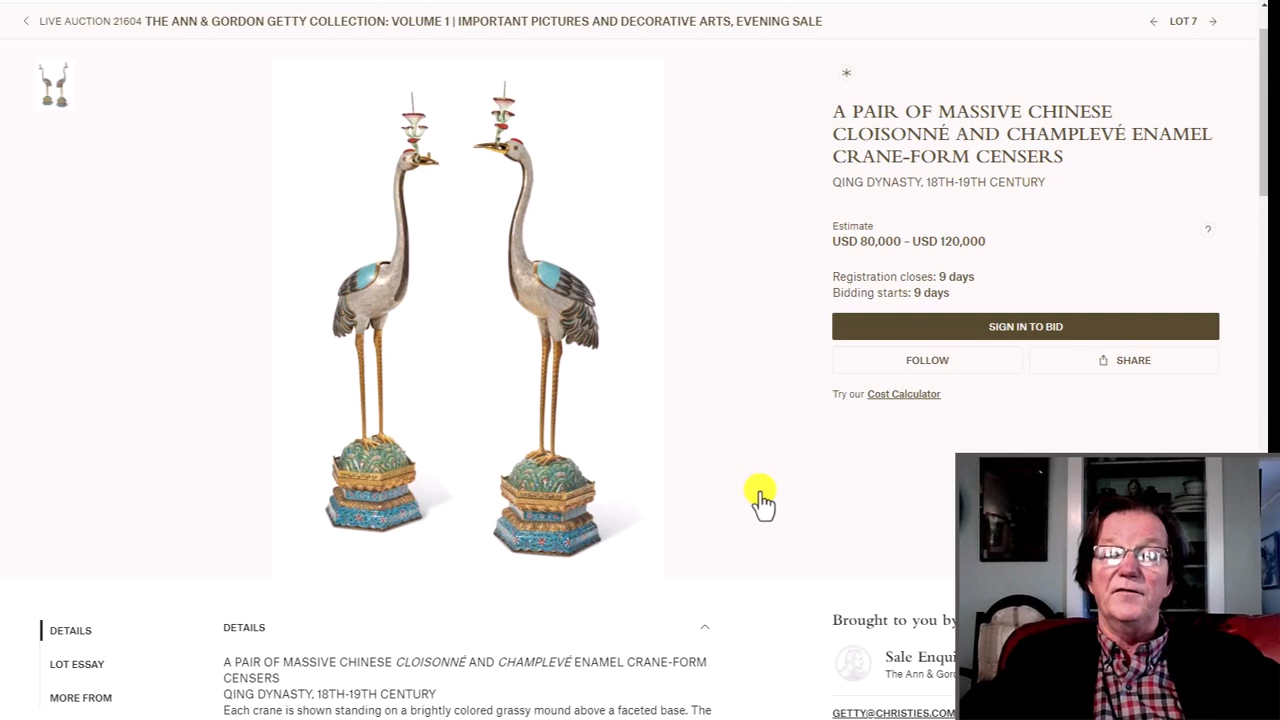 LIVE AUCTION 21604 THE ANN & GORDON GETTY COLLECTION: VOLUME 1 | IMPORTANT PICTURES AND DECORATIVE ARTS, EVENING SALE
LOT 7
A PAIR OF MASSIVE CHINESE
CLOISONNÉ AND CHAMPLEVÉ ENAMEL
CRANE-FORM CENSERS
QING DYNASTY, 18TH-19TH CENTURY
Estimate
USD 80,000 – USD 120,000
?
Registration closes: 9 days
Bidding starts: 9 days
SIGN IN TO BID
FOLLOW
SHARE
Try our Cost Calculator
DETAILS
LOT ESSAY
MORE FROM
DETAILS
A PAIR OF MASSIVE CHINESE CLOISONNÉ AND CHAMPLEVÉ ENAMEL CRANE-FORM
CENSERS
QING DYNASTY, 18TH-19TH CENTURY
Each crane is shown standing on a brightly colored grassy mound above a faceted base. The
Brought to you by
Sale Enqui
The Ann & Gord
GETTY@CHRISTIES.COM